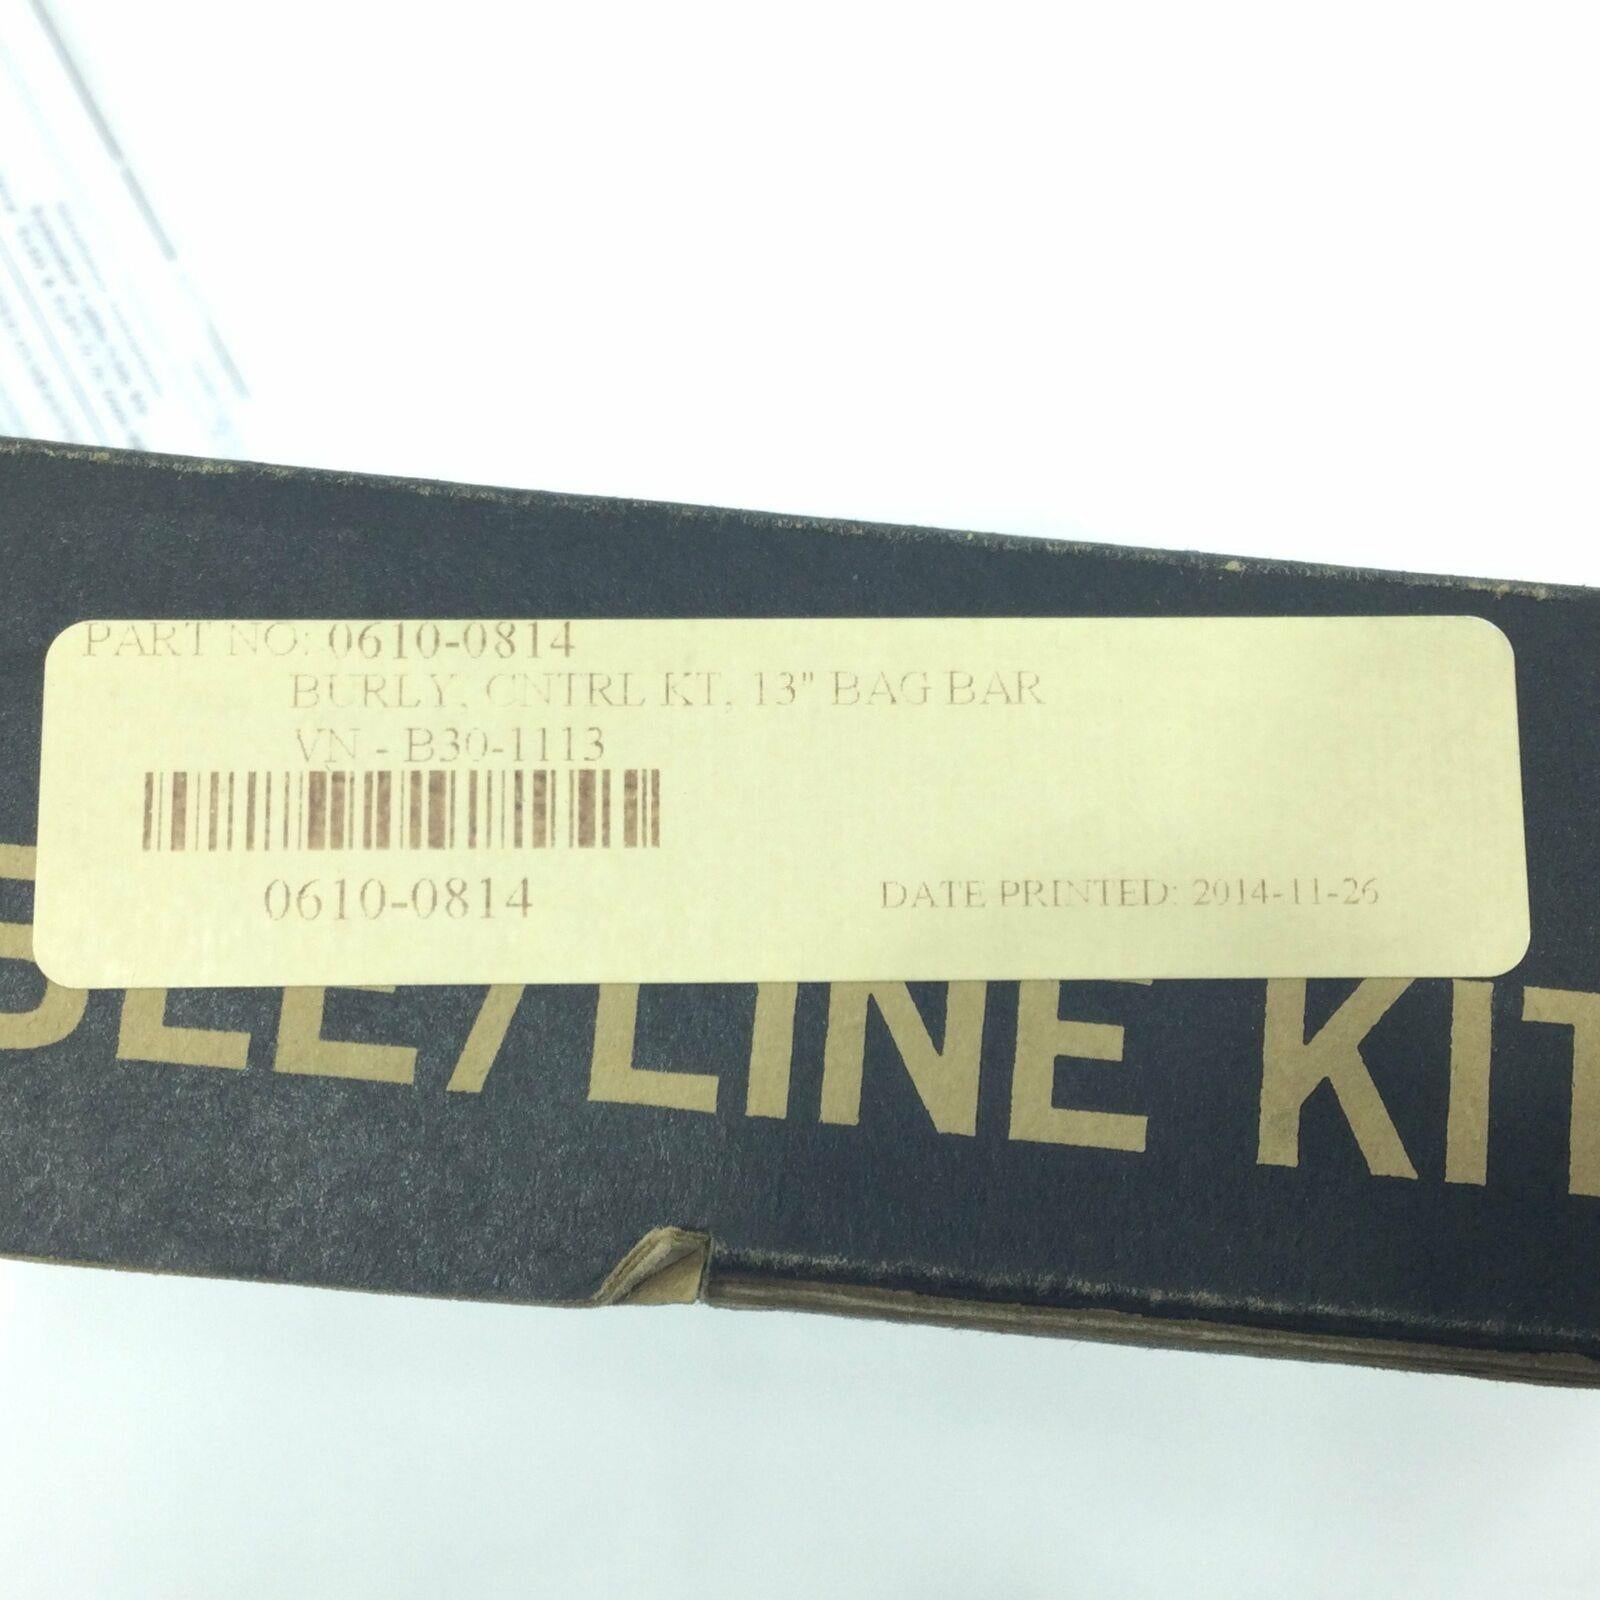 PART NO: 0610-0814
BURLY, CNTRL KT, 13" BAG BAR
VN - B30-1113
0610-0814
DATE PRINTED: 2014-11-26
BLE/LINE KIT